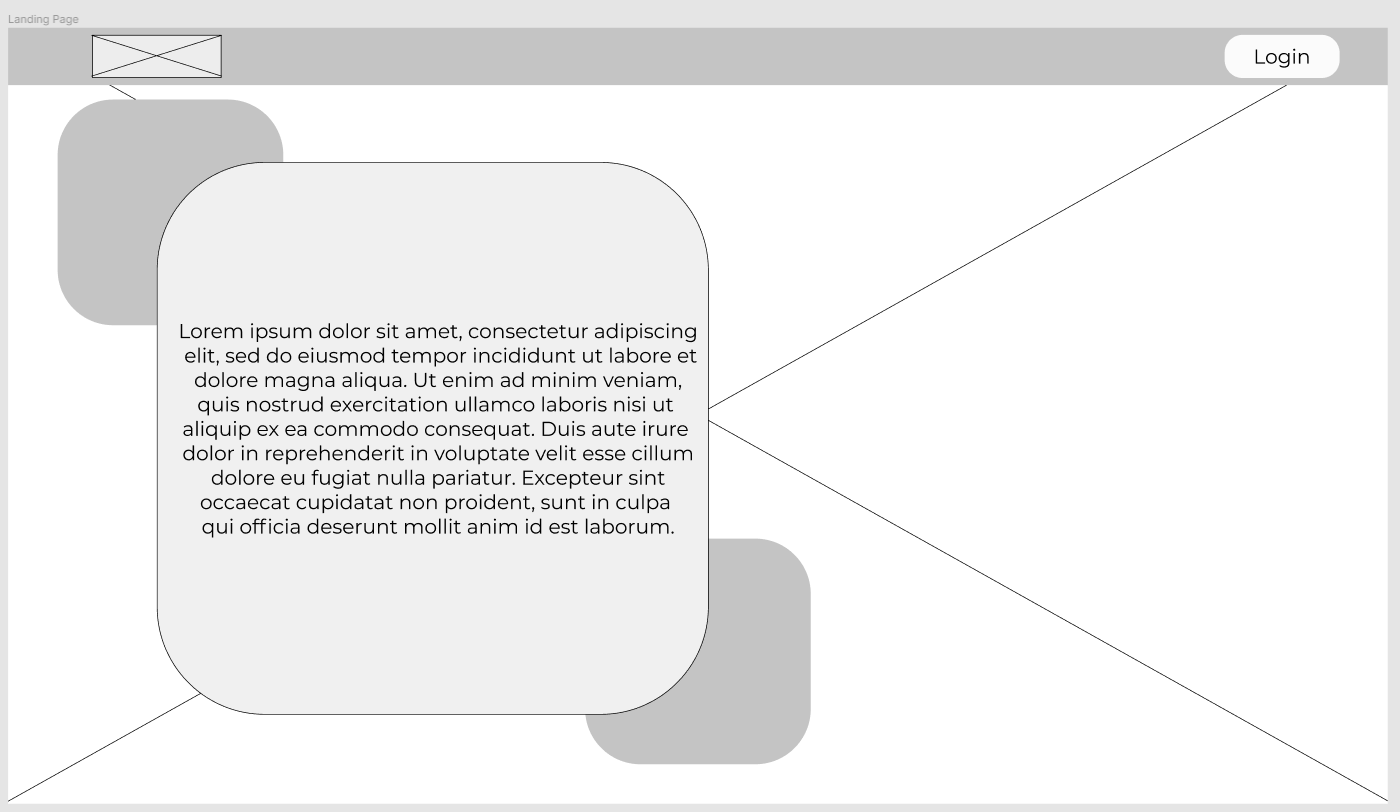 Landing Page
Login
Lorem ipsum dolor sit amet, consectetur adipiscing
elit, sed do eiusmod tempor incididunt ut labore et
dolore magna aliqua. Ut enim ad minim veniam,
quis nostrud exercitation ullamco laboris nisi ut
aliquip ex ea commodo consequat. Duis aute irure
dolor in reprehenderit in voluptate velit esse cillum
dolore eu fugiat nulla pariatur. Excepteur sint
occaecat cupidatat non proident, sunt in culpa
qui officia deserunt mollit anim id est laborum.